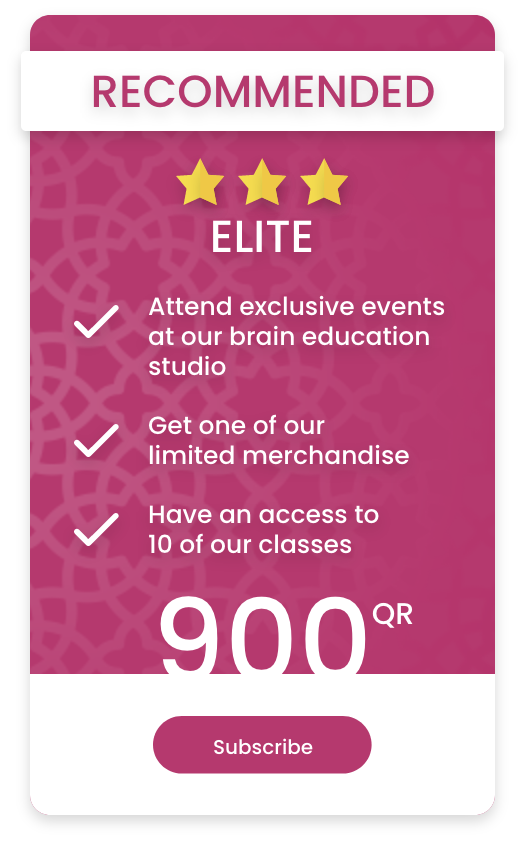 RECOMMENDED
ELITE
Attend exclusive events
at our brain education
studio
Get one of our
limited merchandise
Have an access to
10 of our classes
900 QR
Subscribe